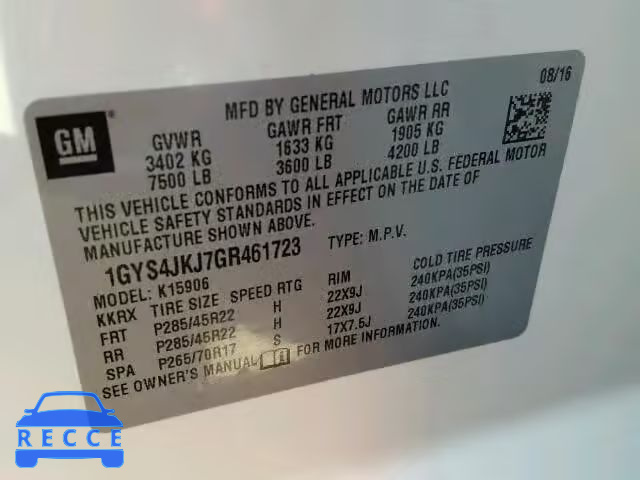 GM
MFD BY GENERAL MOTORS LLC
08/16
GVWR GAWR FRT GAWR RR
3402 KG 1633 KG 1905 KG
7500 LB 3600 LB 4200 LB
THIS VEHICLE CONFORMS TO ALL APPLICABLE U.S. FEDERAL MOTOR
VEHICLE SAFETY STANDARDS IN EFFECT ON THE DATE OF
MANUFACTURE SHOWN ABOVE.
1GYS4JKJ7GR461723 TYPE: M.P.V.
MODEL: K15906
KKRX TIRE SIZE SPEED RTG RIM COLD TIRE PRESSURE
FRT P285/45R22 H 22X9J 240KPA(35PSI)
RR P285/45R22 H 22X9J 240KPA(35PSI)
SPA P265/70R17 S 17X7.5J 240KPA(35PSI)
SEE OWNER'S MANUAL FOR MORE INFORMATION.
RECCE